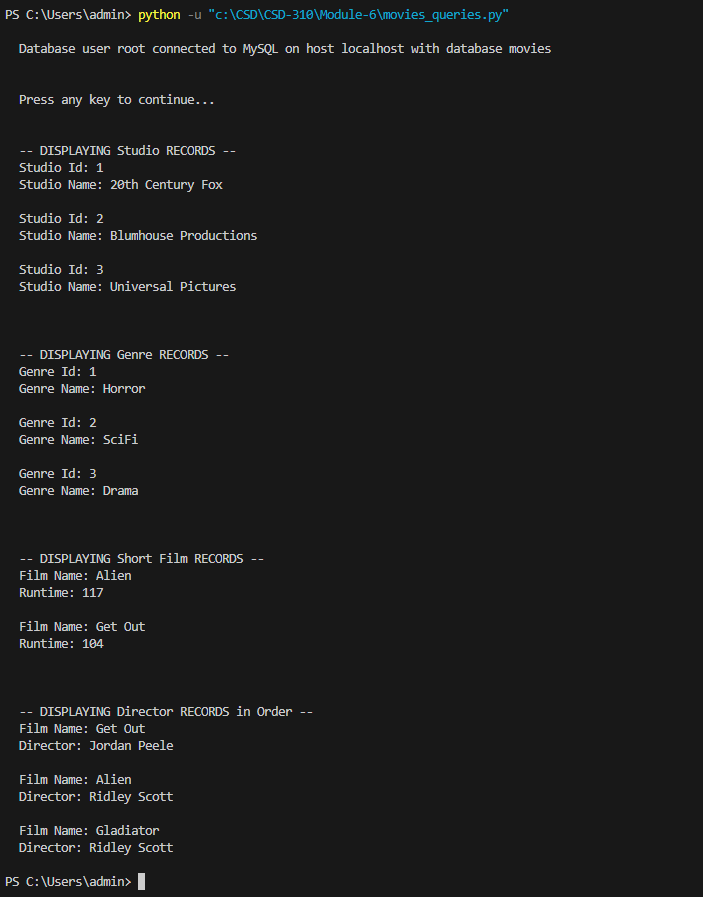 PS C:\Users\admin> python -u "c:\CSD\CSD-310\Module-6\movies_queries.py"
Database user root connected to MySQL on host localhost with database movies
Press any key to continue...
-- DISPLAYING Studio RECORDS --
Studio Id: 1
Studio Name: 20th Century Fox
Studio Id: 2
Studio Name: Blumhouse Productions
Studio Id: 3
Studio Name: Universal Pictures
-- DISPLAYING Genre RECORDS --
Genre Id: 1
Genre Name: Horror
Genre Id: 2
Genre Name: SciFi
Genre Id: 3
Genre Name: Drama
-- DISPLAYING Short Film RECORDS --
Film Name: Alien
Runtime: 117
Film Name: Get Out
Runtime: 104
-- DISPLAYING Director RECORDS in Order --
Film Name: Get Out
Director: Jordan Peele
Film Name: Alien
Director: Ridley Scott
Film Name: Gladiator
Director: Ridley Scott
PS C:\Users\admin>